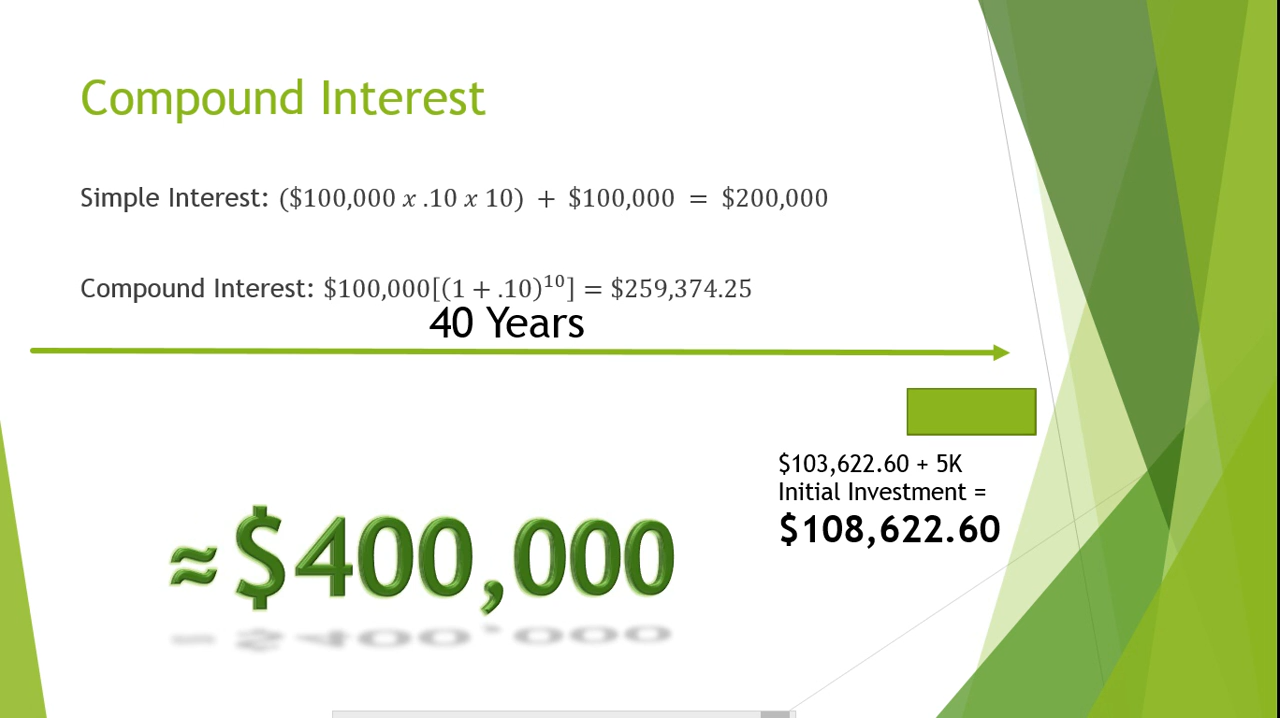 Compound Interest
Simple Interest: ($100,000 x .10 x 10) + $100,000 = $200,000
Compound Interest: $100,000[(1 + .10)¹⁰] = $259,374.25
40 Years
$103,622.60 + 5K
Initial Investment =
$108,622.60
≈$400,000